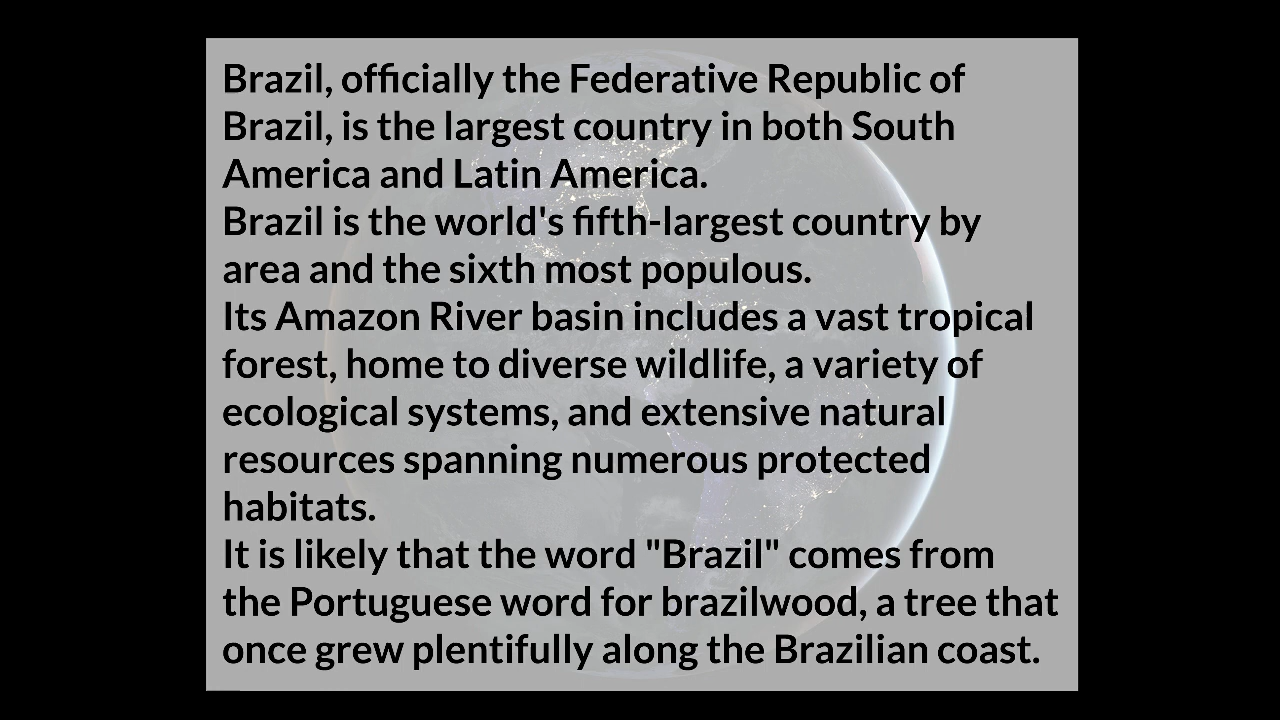 Brazil, officially the Federative Republic of
Brazil, is the largest country in both South
America and Latin America.
Brazil is the world's fifth-largest country by
area and the sixth most populous.
Its Amazon River basin includes a vast tropical
forest, home to diverse wildlife, a variety of
ecological systems, and extensive natural
resources spanning numerous protected
habitats.
It is likely that the word "Brazil" comes from
the Portuguese word for brazilwood, a tree that
once grew plentifully along the Brazilian coast.